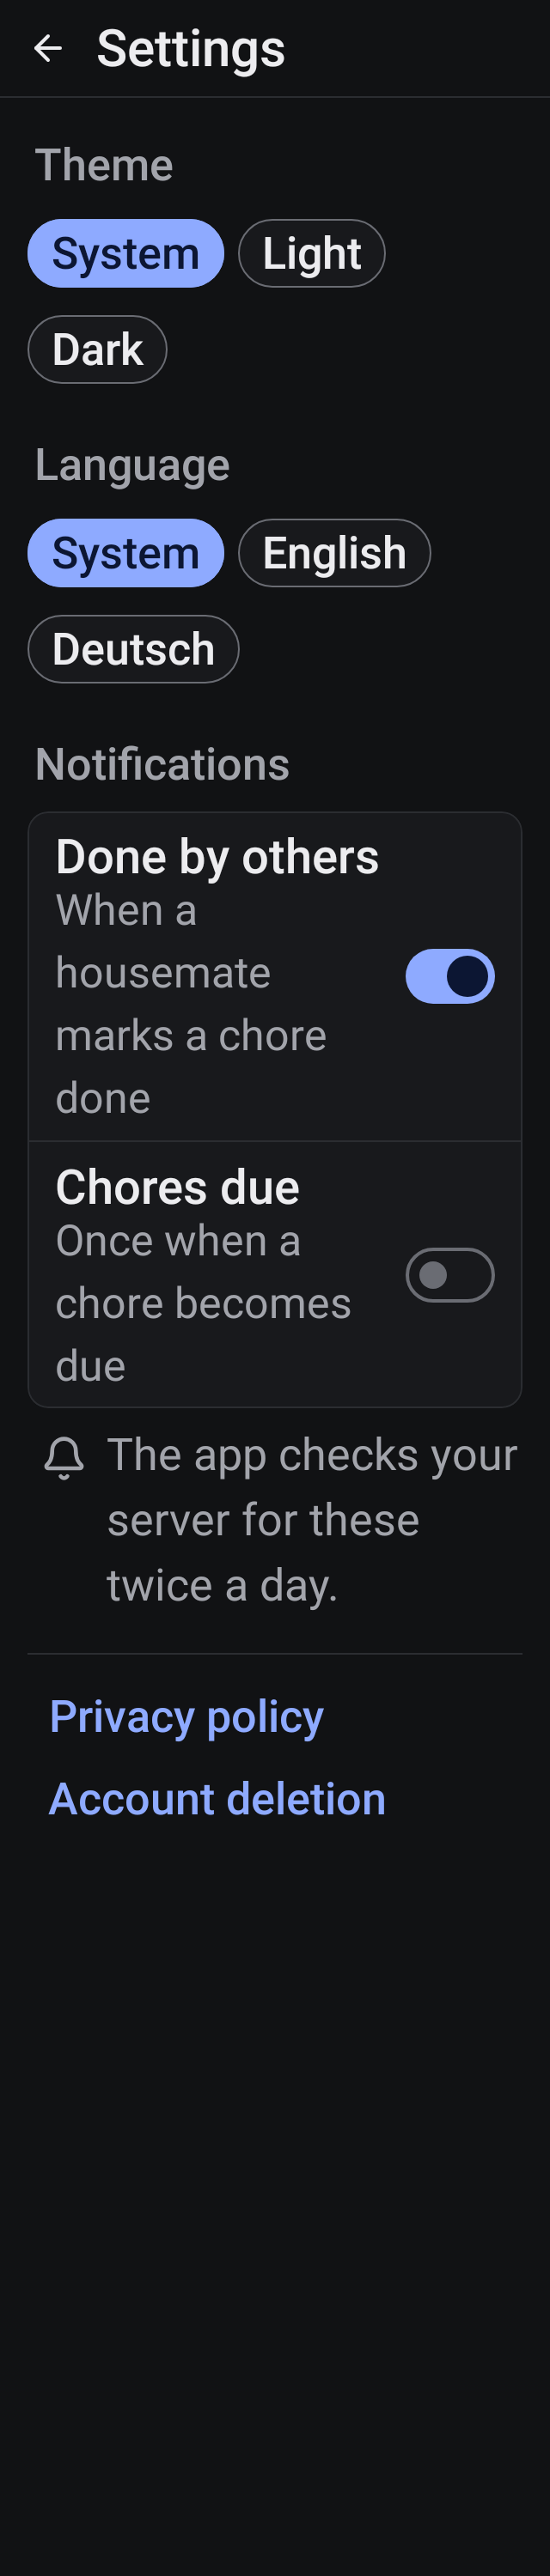 Settings
Theme
System Light
Dark
Language
System English
Deutsch
Notifications
Done by others
When a
housemate
marks a chore
done
Chores due
Once when a
chore becomes
due
The app checks your
server for these
twice a day.
Privacy policy
Account deletion